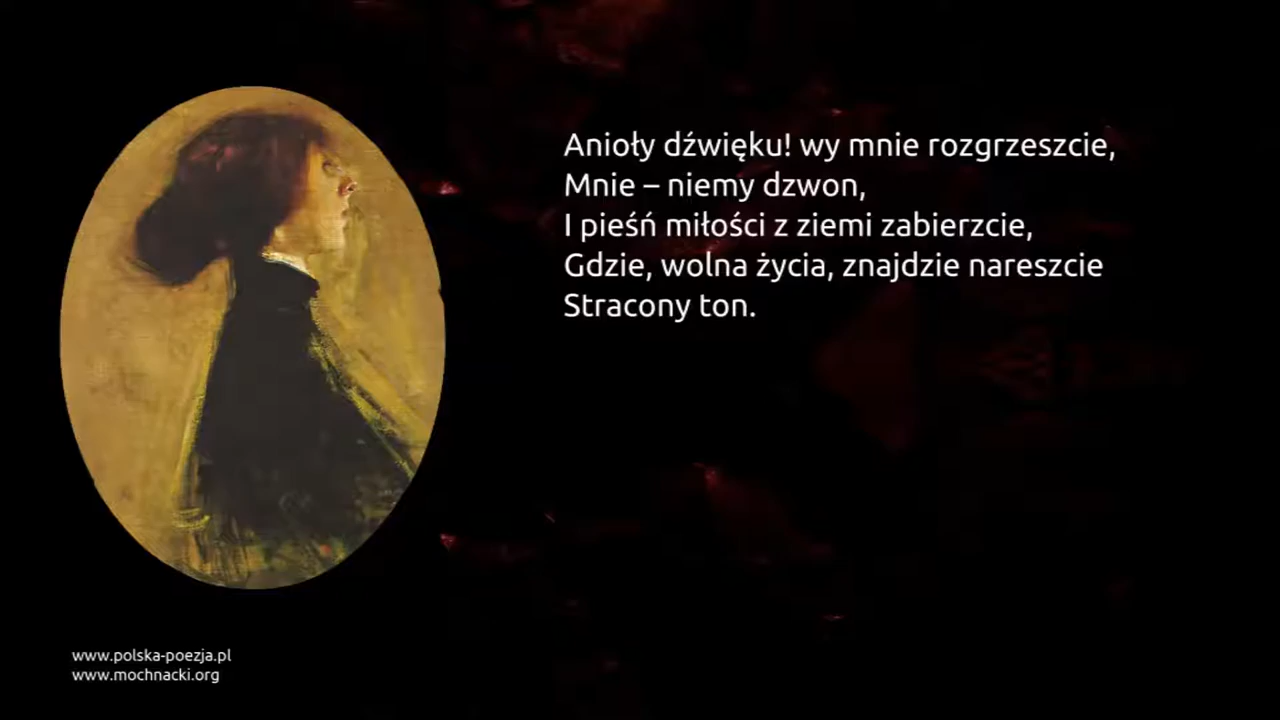 Anioły dźwięku! wy mnie rozgrzeszcie,
Mnie – niemy dzwon,
I pieśń miłości z ziemi zabierzcie,
Gdzie, wolna życia, znajdzie nareszcie
Stracony ton.
www.polska-poezja.pl
www.mochnacki.org